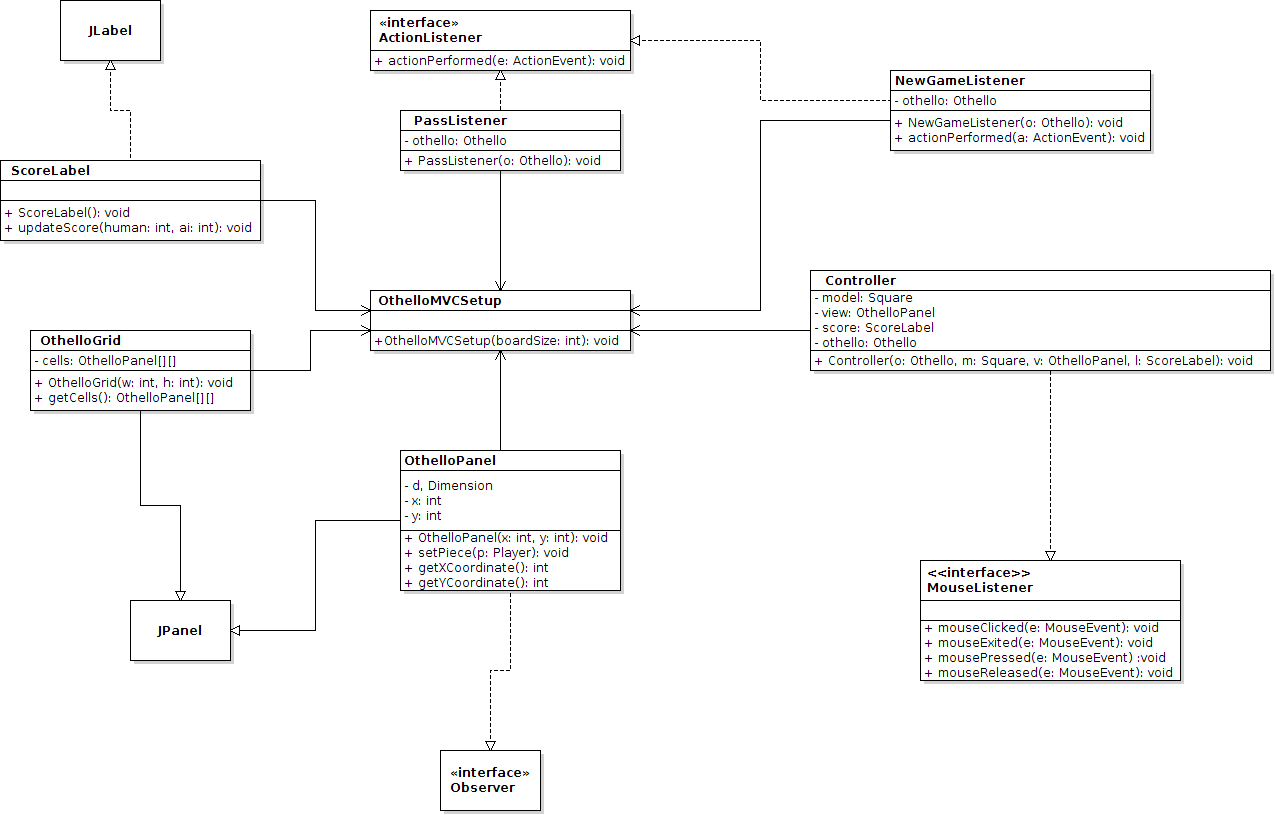 JLabel
«interface»
ActionListener
+ actionPerformed(e: ActionEvent): void
NewGameListener
- othello: Othello
+ NewGameListener(o: Othello): void
+ actionPerformed(a: ActionEvent): void
PassListener
- othello: Othello
+ PassListener(o: Othello): void
ScoreLabel
+ ScoreLabel(): void
+ updateScore(human: int, ai: int): void
OthelloMVCSetup
+OthelloMVCSetup(boardSize: int): void
Controller
- model: Square
- view: OthelloPanel
- score: ScoreLabel
- othello: Othello
+ Controller(o: Othello, m: Square, v: OthelloPanel, l: ScoreLabel): void
OthelloGrid
- cells: OthelloPanel[][]
+ OthelloGrid(w: int, h: int): void
+ getCells(): OthelloPanel[][]
OthelloPanel
- d, Dimension
- x: int
- y: int
+ OthelloPanel(x: int, y: int): void
+ setPiece(p: Player): void
+ getXCoordinate(): int
+ getYCoordinate(): int
JPanel
<<interface>>
MouseListener
+ mouseClicked(e: MouseEvent): void
+ mouseExited(e: MouseEvent): void
+ mousePressed(e: MouseEvent) :void
+ mouseReleased(e: MouseEvent): void
«interface»
Observer